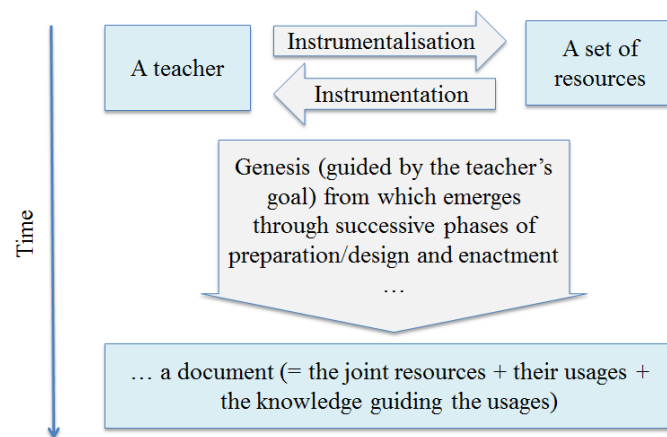 Instrumentalisation
A teacher
A set of
resources
Instrumentation
Genesis (guided by the teacher’s
goal) from which emerges
through successive phases of
preparation/design and enactment
…
Time
… a document (= the joint resources + their usages +
the knowledge guiding the usages)